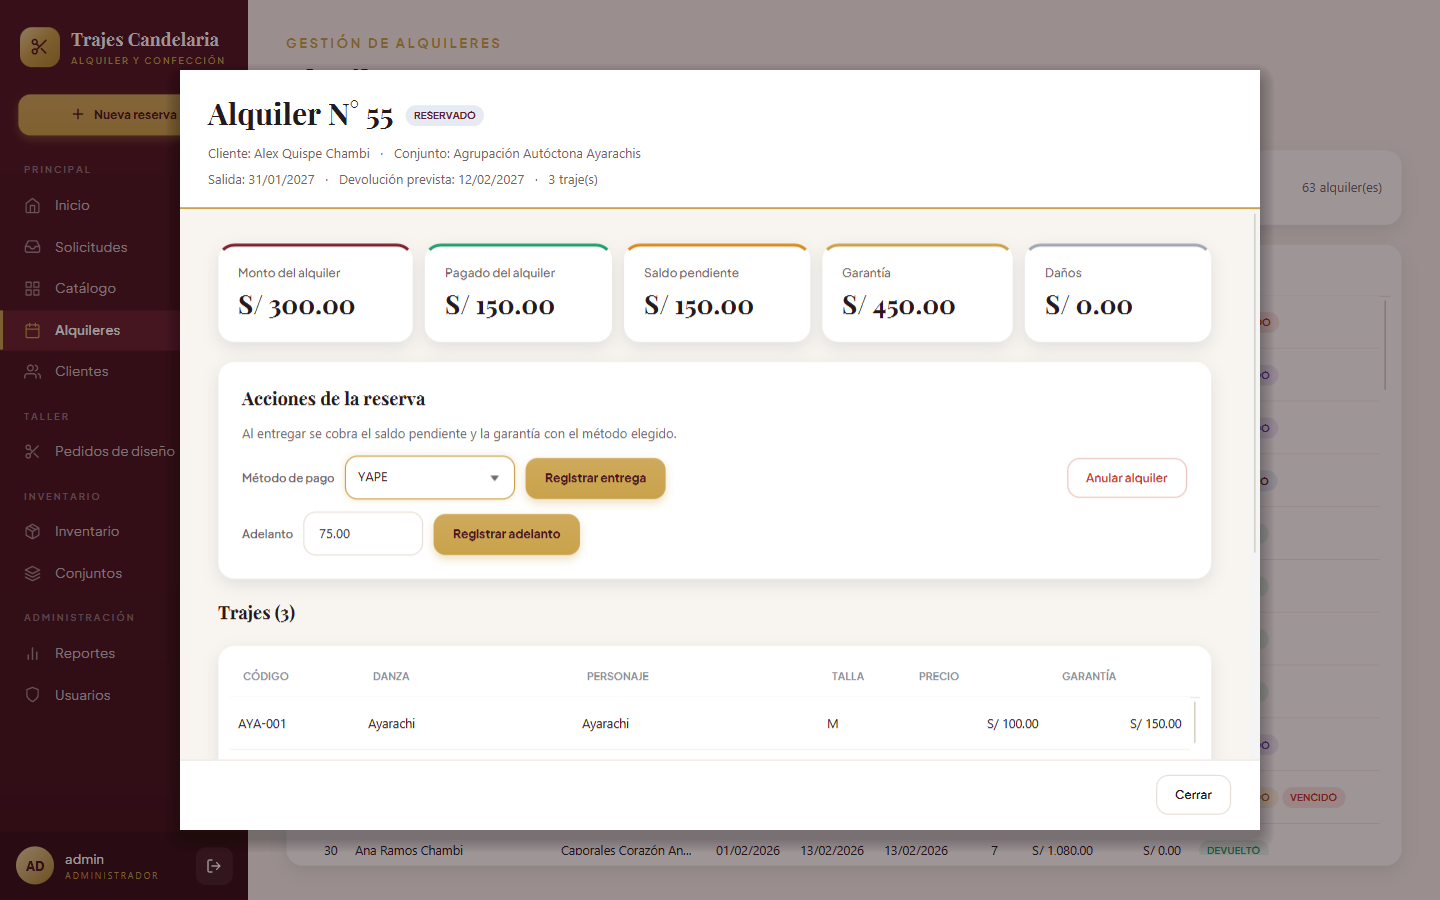 Trajes Candelaria
ALQUILER Y CONFECCIÓN
Nueva reserva
PRINCIPAL
Inicio
Solicitudes
Catálogo
Alquileres
Clientes
TALLER
Pedidos de diseño
INVENTARIO
Inventario
Conjuntos
ADMINISTRACIÓN
Reportes
Usuarios
AD
admin
ADMINISTRADOR
GESTIÓN DE ALQUILERES
63 alquiler(es)
Alquiler N° 55 RESERVADO
Cliente: Alex Quispe Chambi · Conjunto: Agrupación Autóctona Ayarachis
Salida: 31/01/2027 · Devolución prevista: 12/02/2027 · 3 traje(s)
Monto del alquiler
S/ 300.00
Pagado del alquiler
S/ 150.00
Saldo pendiente
S/ 150.00
Garantía
S/ 450.00
Daños
S/ 0.00
Acciones de la reserva
Al entregar se cobra el saldo pendiente y la garantía con el método elegido.
Método de pago YAPE Registrar entrega Anular alquiler
Adelanto 75.00 Registrar adelanto
Trajes (3)
CÓDIGO DANZA PERSONAJE TALLA PRECIO GARANTÍA
AYA-001 Ayarachi Ayarachi M S/ 100.00 S/ 150.00
Cerrar
VENCIDO
30 Ana Ramos Chambi Caporales Corazón An... 01/02/2026 13/02/2026 13/02/2026 7 S/ 1.080.00 S/ 0.00 DEVUELTO